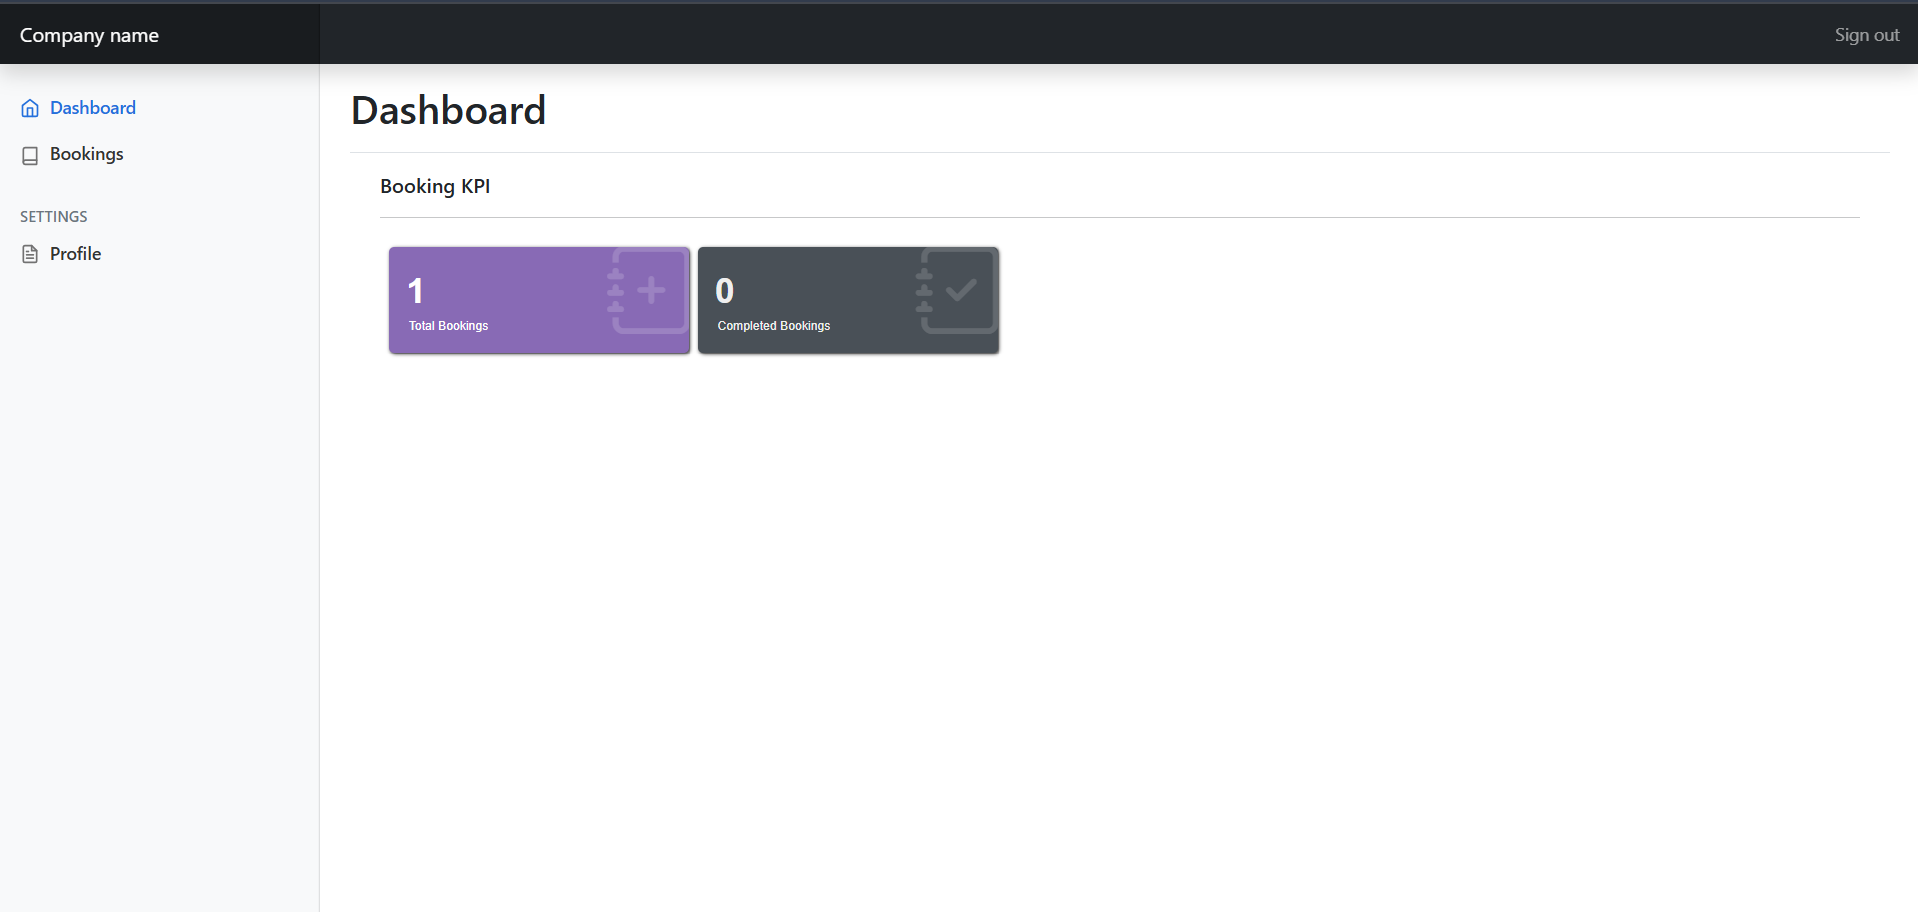 Company name
Sign out
Dashboard
Bookings
SETTINGS
Profile
Dashboard
Booking KPI
1
Total Bookings
0
Completed Bookings